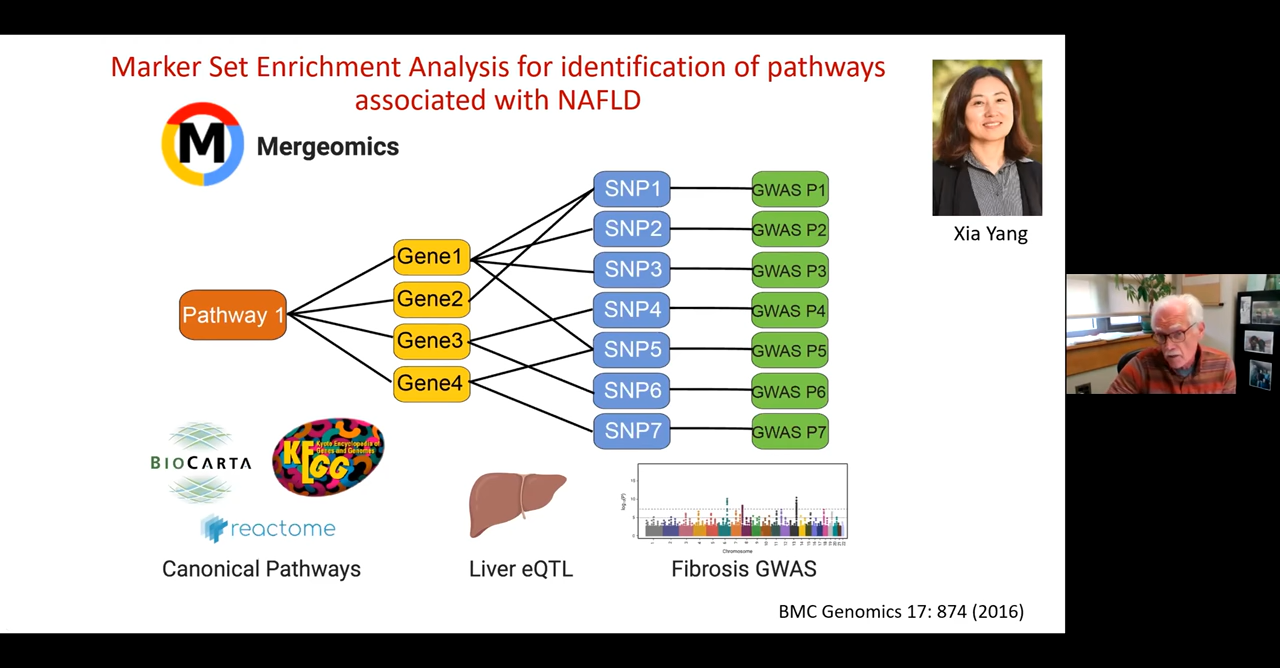 Marker Set Enrichment Analysis for identification of pathways
associated with NAFLD
M
Mergeomics
Xia Yang
Pathway 1
Gene1
Gene2
Gene3
Gene4
SNP1
SNP2
SNP3
SNP4
SNP5
SNP6
SNP7
GWAS P1
GWAS P2
GWAS P3
GWAS P4
GWAS P5
GWAS P6
GWAS P7
BIOCARTA
KEGG
Kyoto Encyclopedia of
Genes and Genomes
reactome
Canonical Pathways
Liver eQTL
Chromosome
Fibrosis GWAS
BMC Genomics 17: 874 (2016)